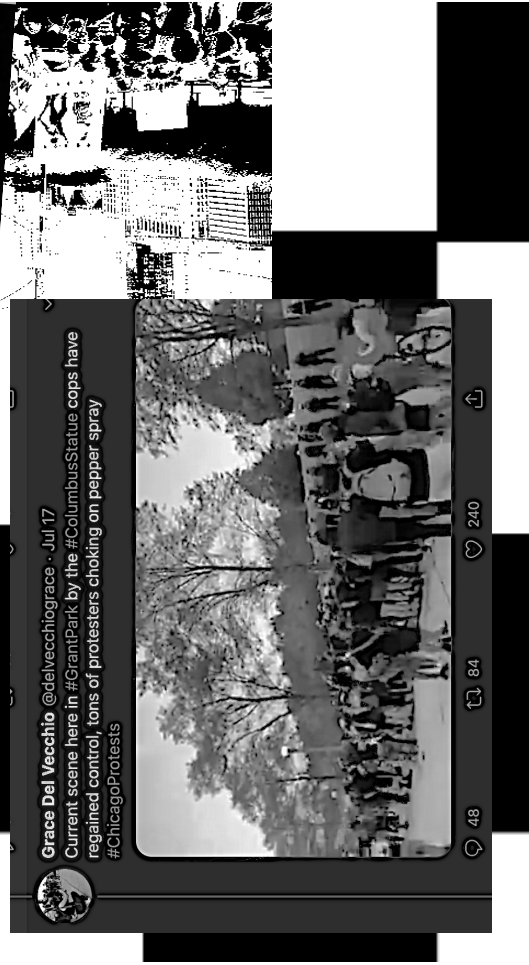 Grace Del Vecchio @delvecchiograce · Jul 17
Current scene here in #GrantPark by the #ColumbusStatue cops have
regained control, tons of protesters choking on pepper spray
#ChicagoProtests
48 84 240